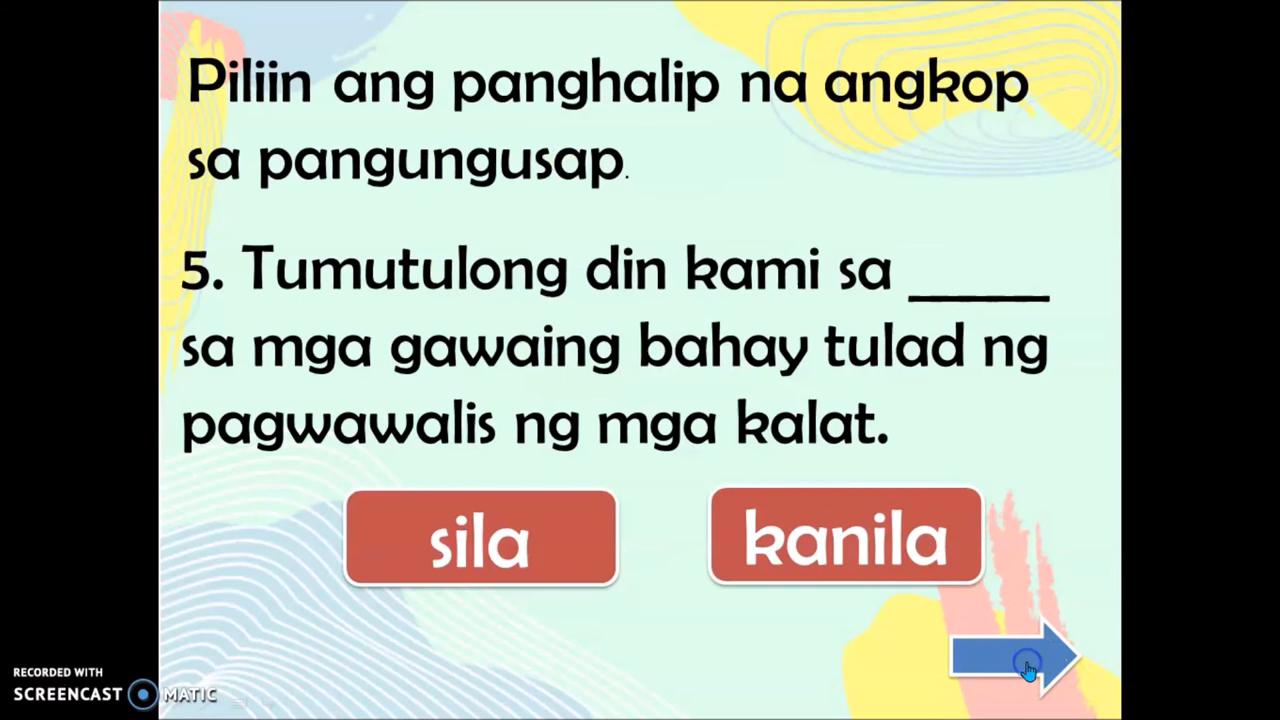 Piliin ang panghalip na angkop
sa pangungusap.
5. Tumutulong din kami sa _____
sa mga gawaing bahay tulad ng
pagwawalis ng mga kalat.
sila
kanila
RECORDED WITH
SCREENCAST MATIC